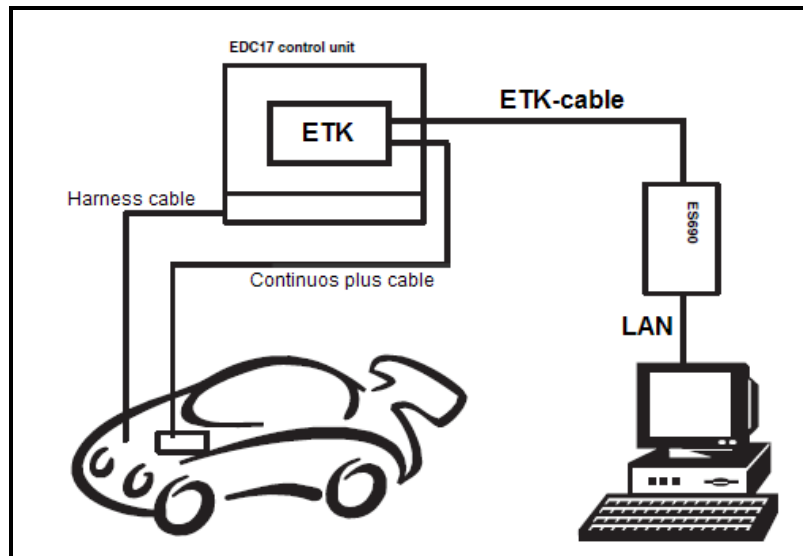 EDC17 control unit
ETK-cable
ETK
Harness cable
ES690
Continuos plus cable
LAN